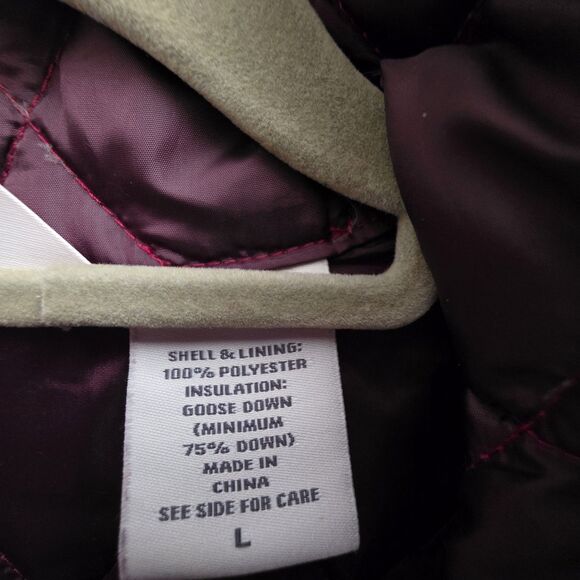 SHELL & LINING:
100% POLYESTER
INSULATION:
GOOSE DOWN
(MINIMUM
75% DOWN)
MADE IN
CHINA
SEE SIDE FOR CARE
L